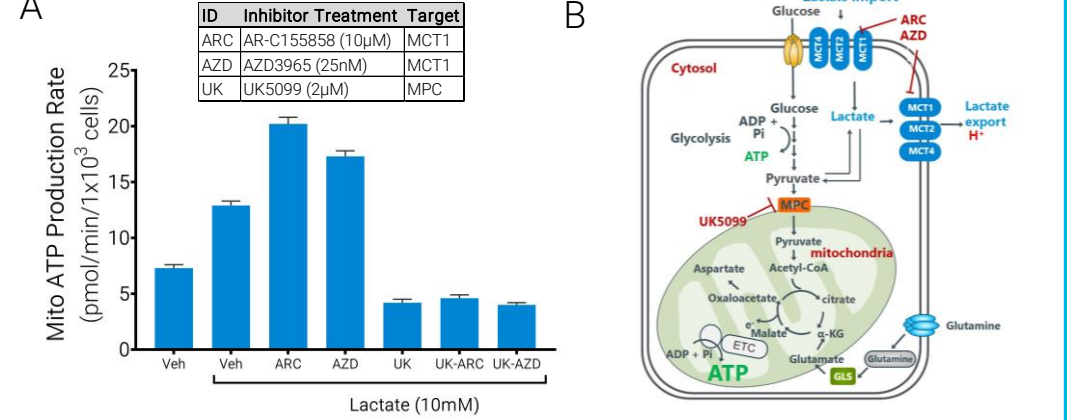 A
ID Inhibitor Treatment Target
ARC AR-C155858 (10µM) MCT1
AZD AZD3965 (25nM) MCT1
UK UK5099 (2µM) MPC
Mito ATP Production Rate
(pmol/min/1x10³ cells)
25
20
15
10
5
0
Veh Veh ARC AZD UK UK-ARC UK-AZD
Lactate (10mM)
B
Lactate import
Glucose
ARC
AZD
MCT4
MCT2
MCT1
Cytosol
Glucose
ADP +
Pi
Glycolysis
ATP
Lactate
MCT1
MCT2
MCT4
Lactate
export
H⁺
Pyruvate
MPC
UK5099
Pyruvate
mitochondria
Aspartate
Acetyl-CoA
Oxaloacetate
citrate
e⁻
Malate
α-KG
ETC
ADP + Pi
ATP
Glutamate
GLS
Glutamine
Glutamine